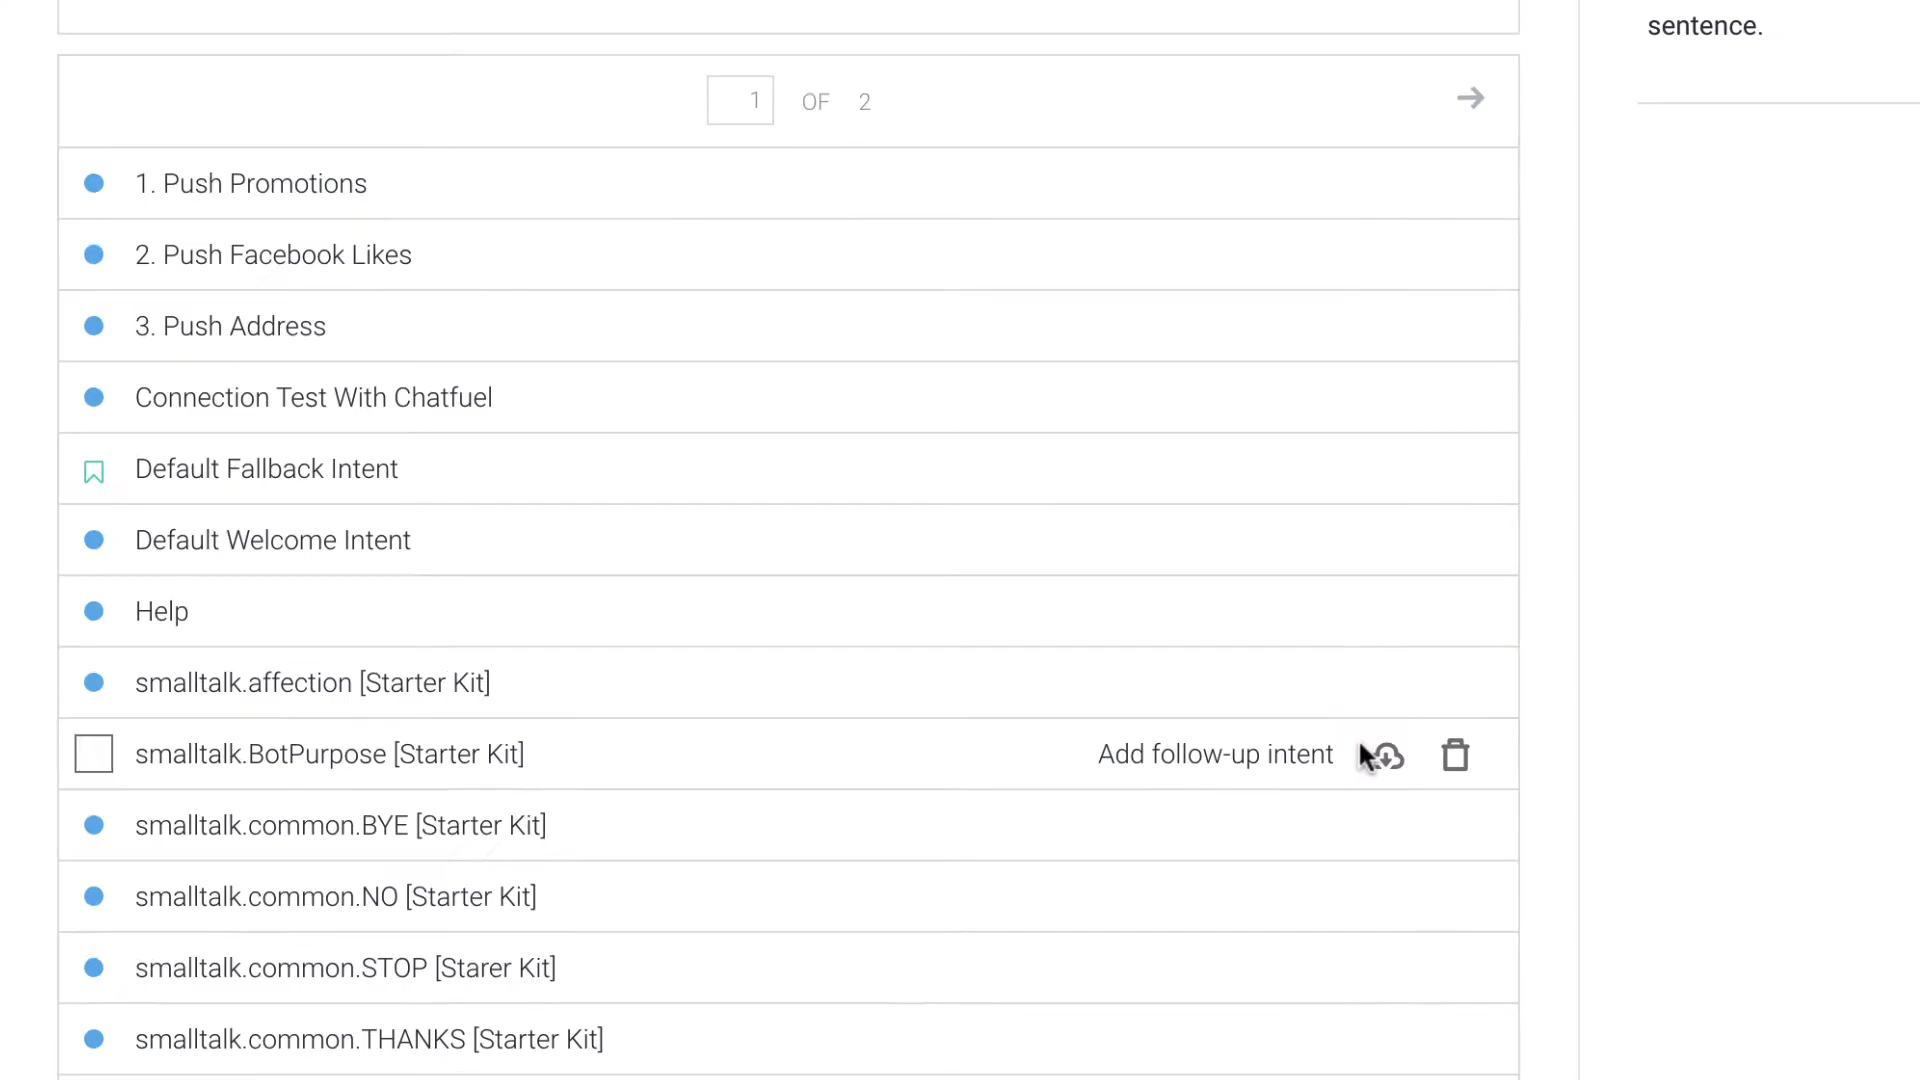 sentence.
1 OF 2
1. Push Promotions
2. Push Facebook Likes
3. Push Address
Connection Test With Chatfuel
Default Fallback Intent
Default Welcome Intent
Help
smalltalk.affection [Starter Kit]
smalltalk.BotPurpose [Starter Kit] Add follow-up intent
smalltalk.common.BYE [Starter Kit]
smalltalk.common.NO [Starter Kit]
smalltalk.common.STOP [Starer Kit]
smalltalk.common.THANKS [Starter Kit]